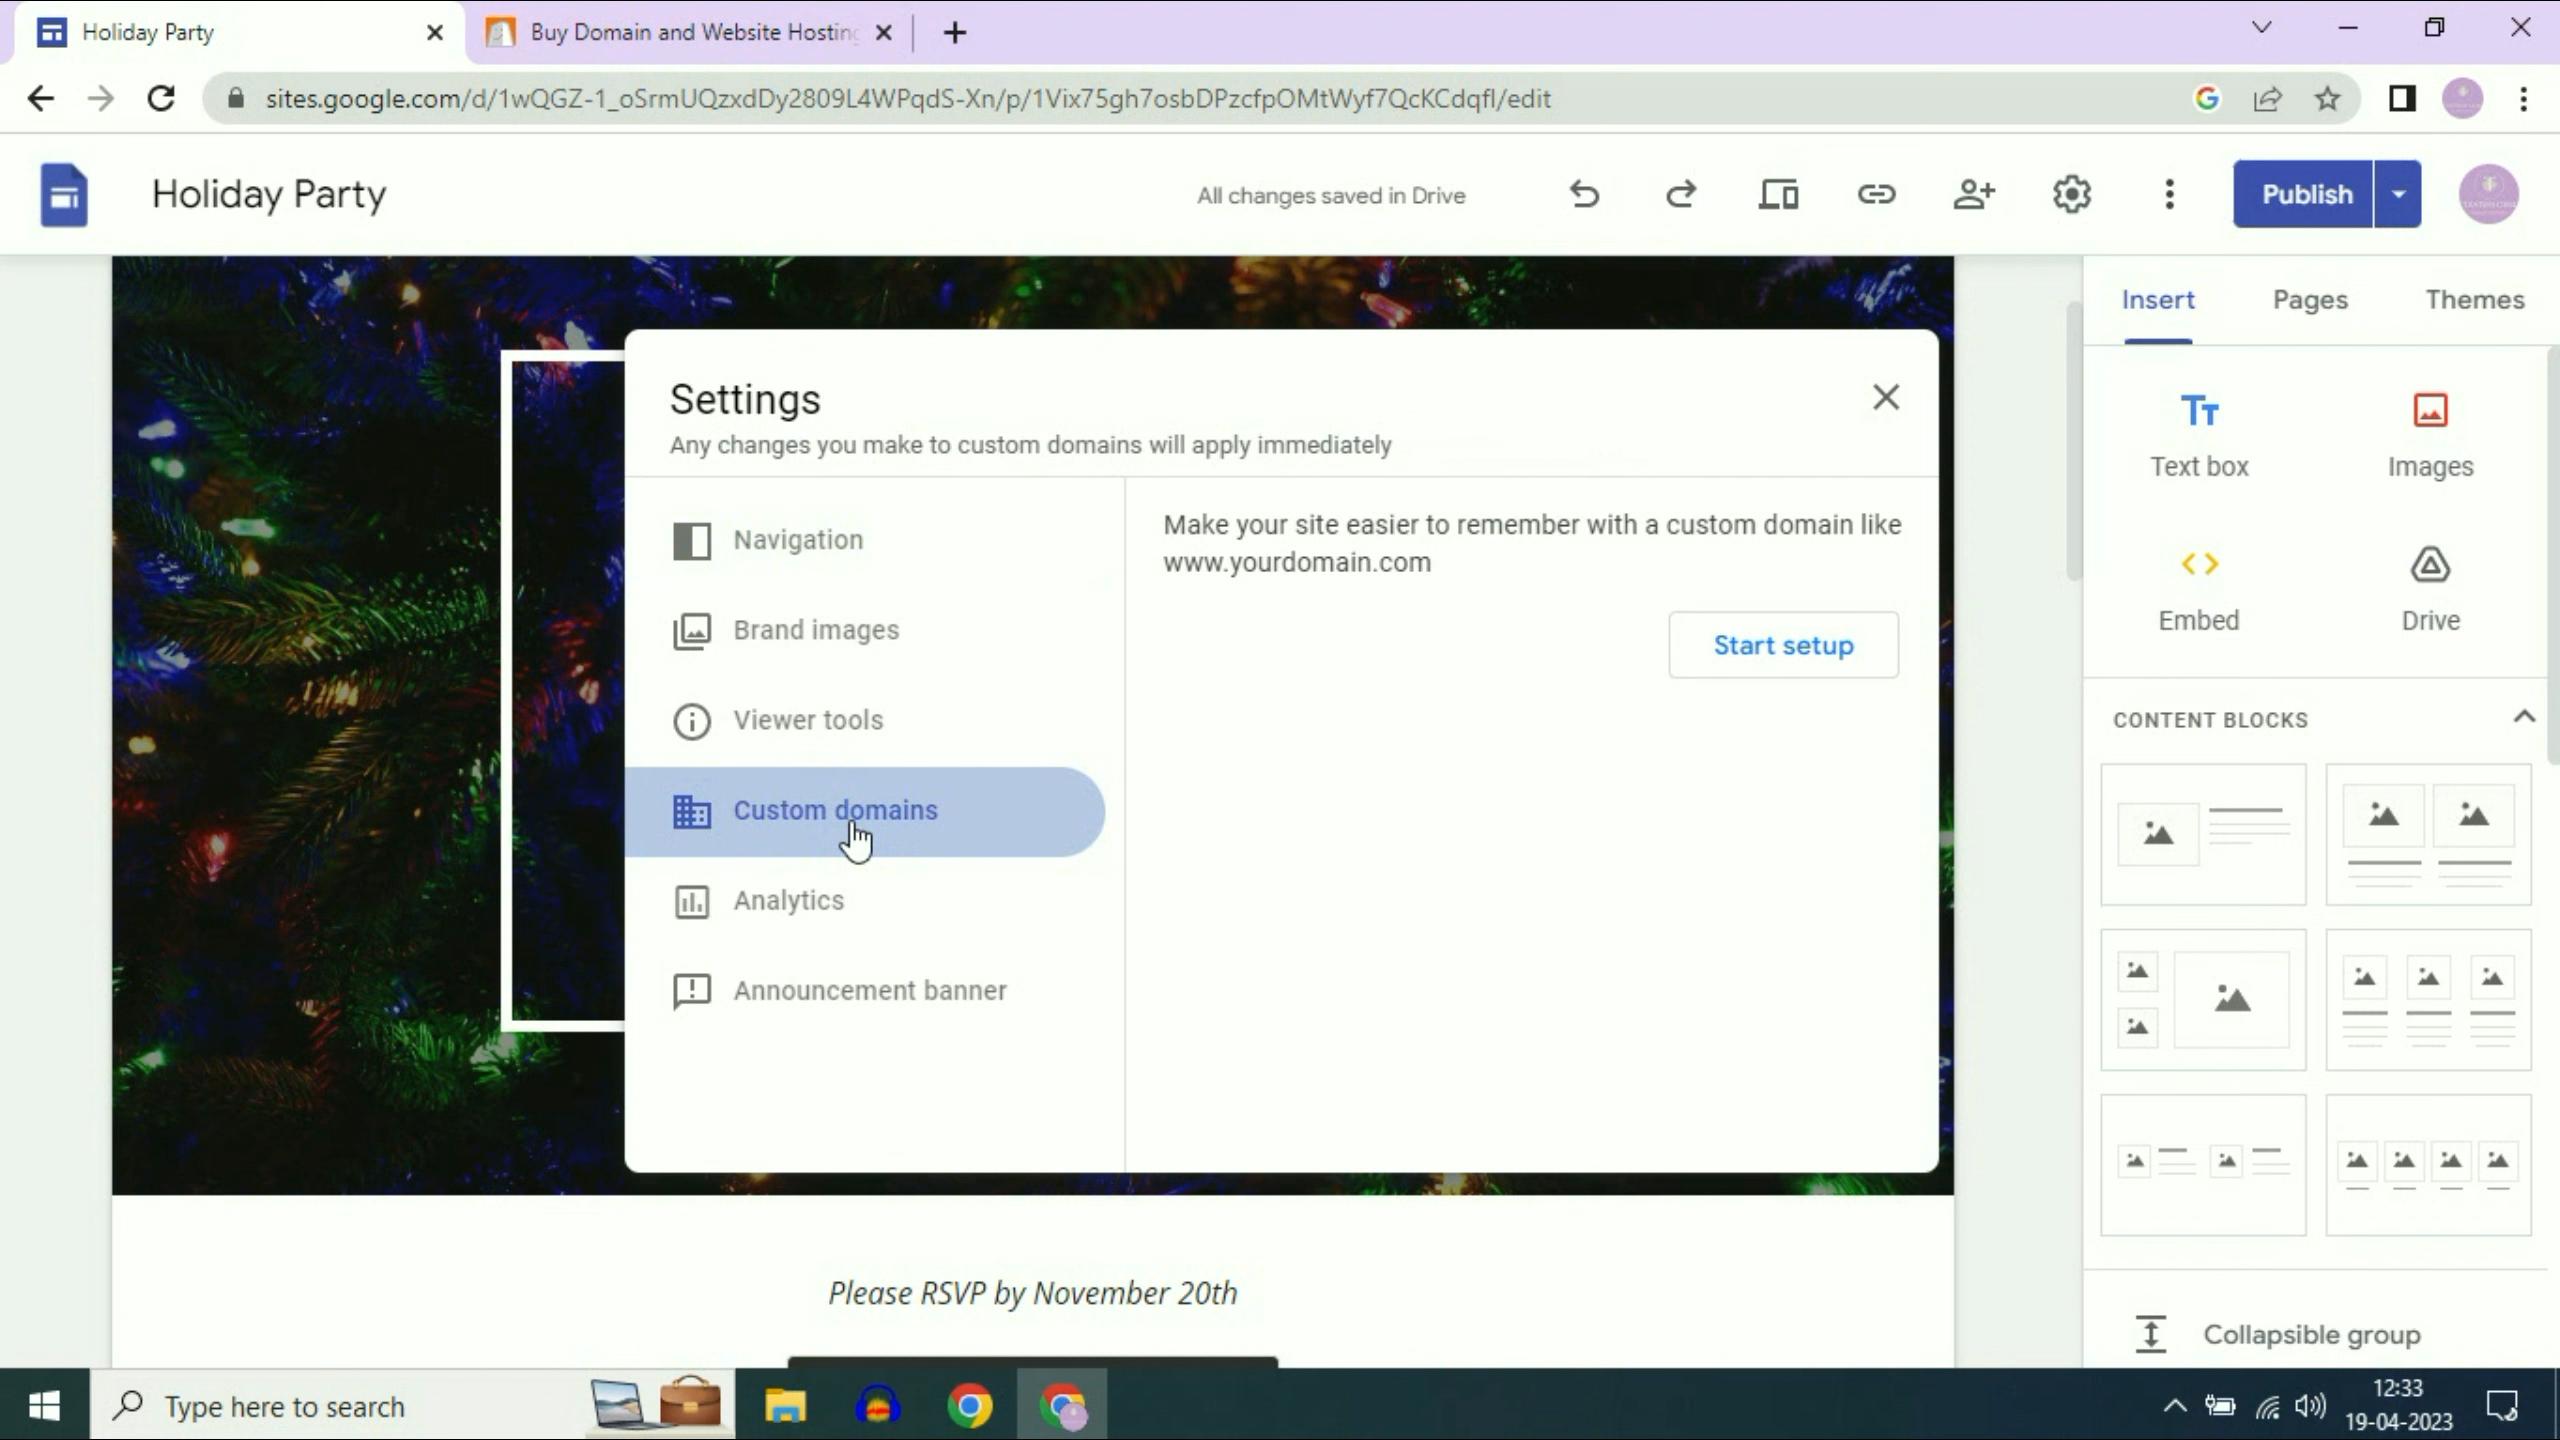 Holiday Party
Buy Domain and Website Hosting
sites.google.com/d/1wQGZ-1_oSrmUQzxdDy2809L4WPqdS-Xn/p/1Vix75gh7osbDPzcfpOMtWyf7QcKCdqfl/edit
Holiday Party
All changes saved in Drive
Publish
Insert
Pages
Themes
Settings
Any changes you make to custom domains will apply immediately
Navigation
Brand images
Viewer tools
Custom domains
Analytics
Announcement banner
Make your site easier to remember with a custom domain like
www.yourdomain.com
Start setup
Text box
Images
Embed
Drive
CONTENT BLOCKS
Collapsible group
Please RSVP by November 20th
Type here to search
12:33
19-04-2023